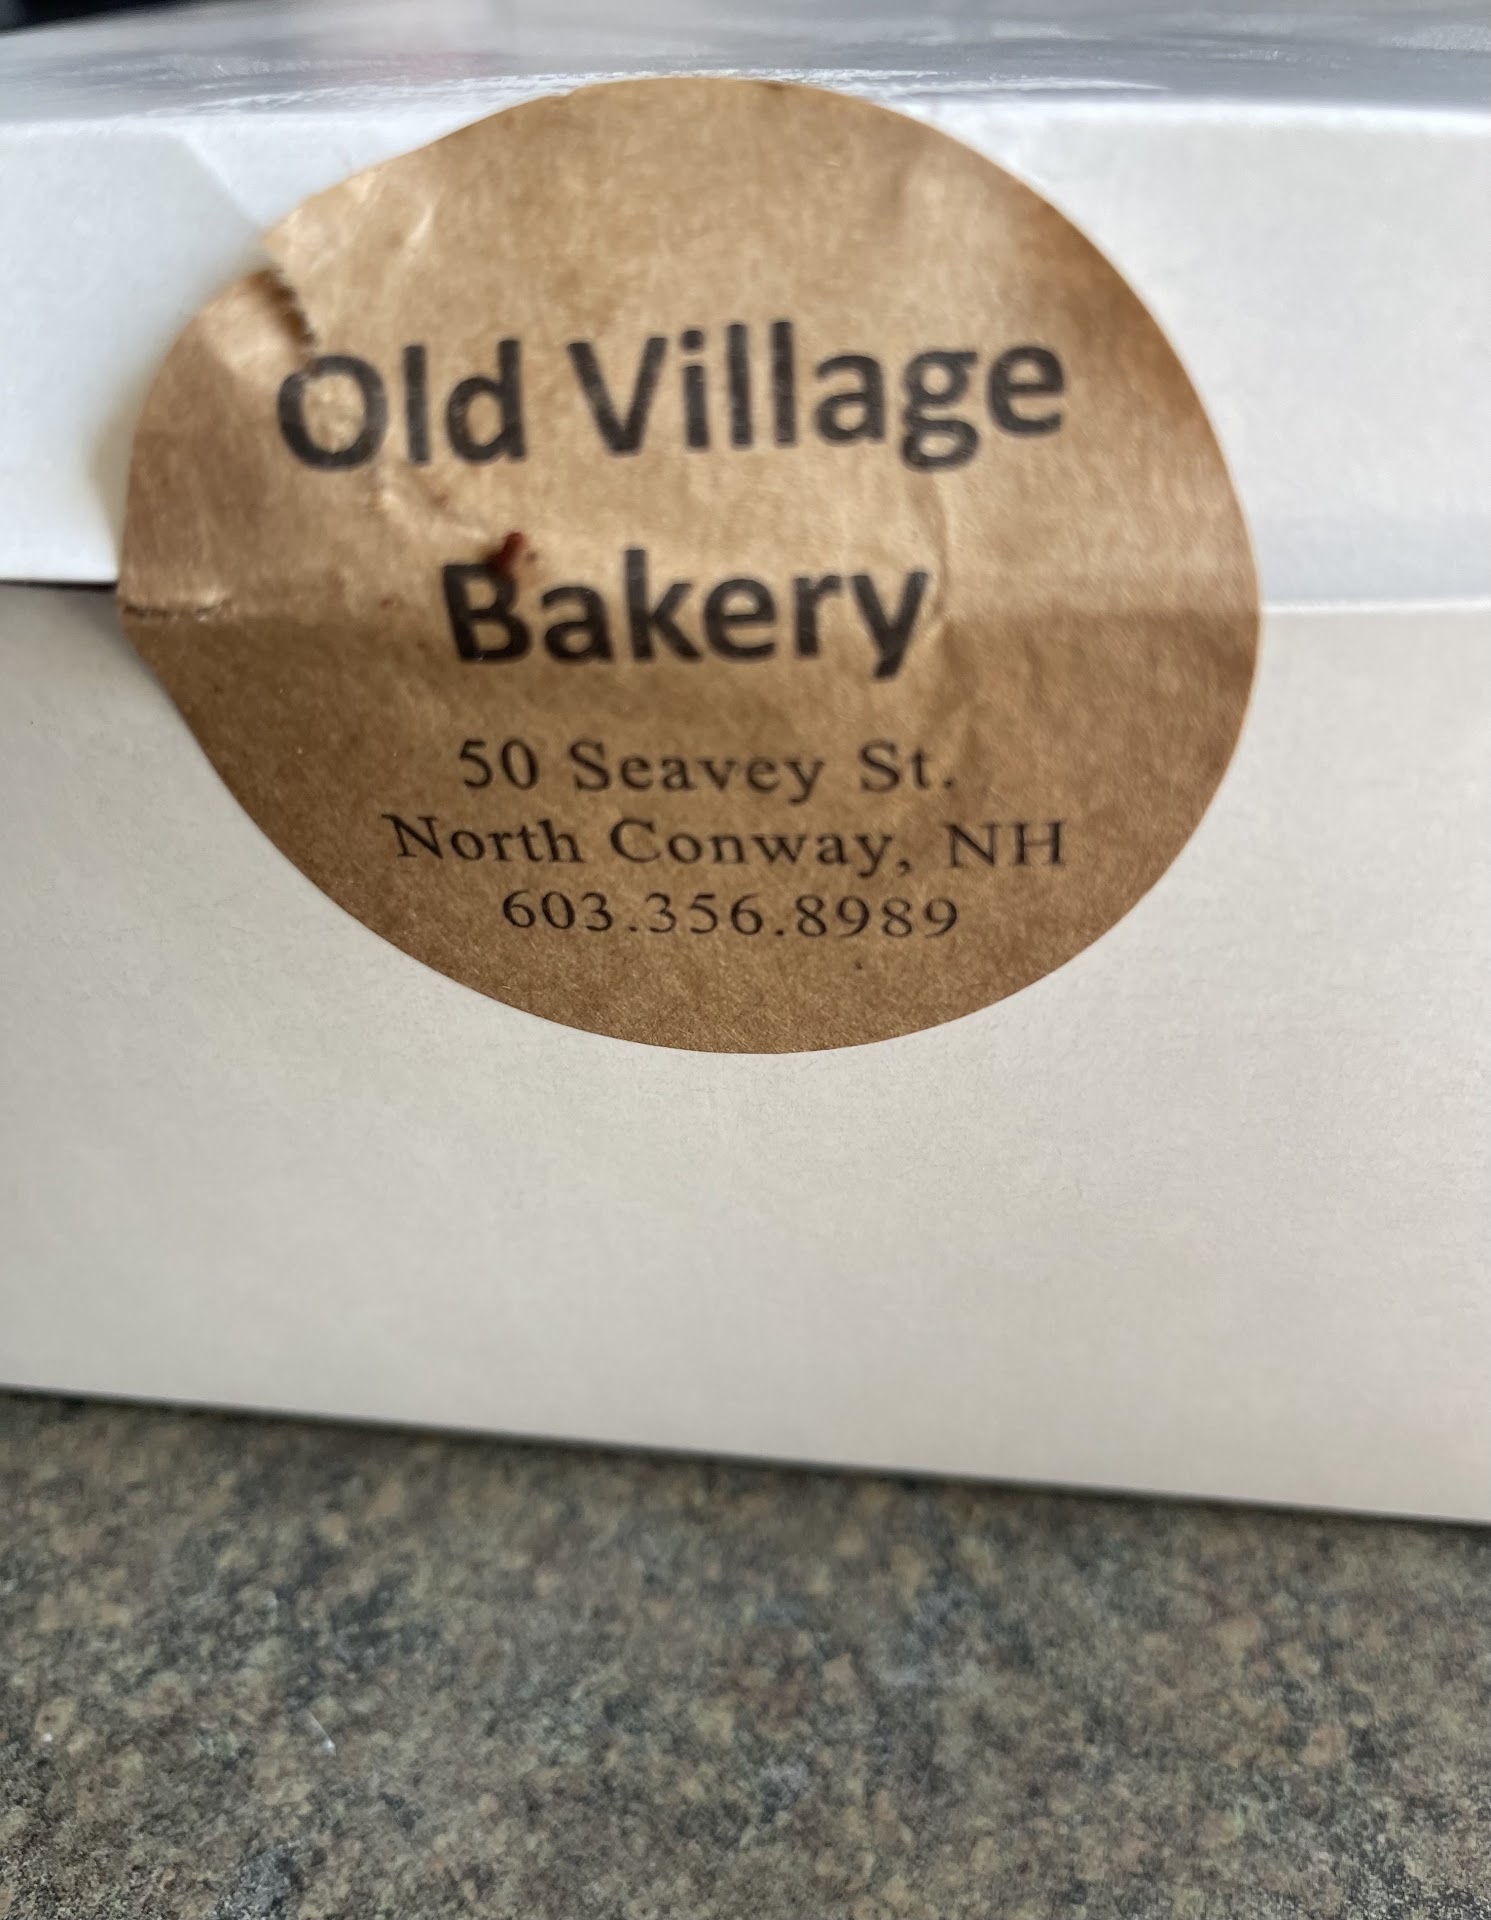 Old Village
Bakery
50 Seavey St.
North Conway, NH
603.356.8989